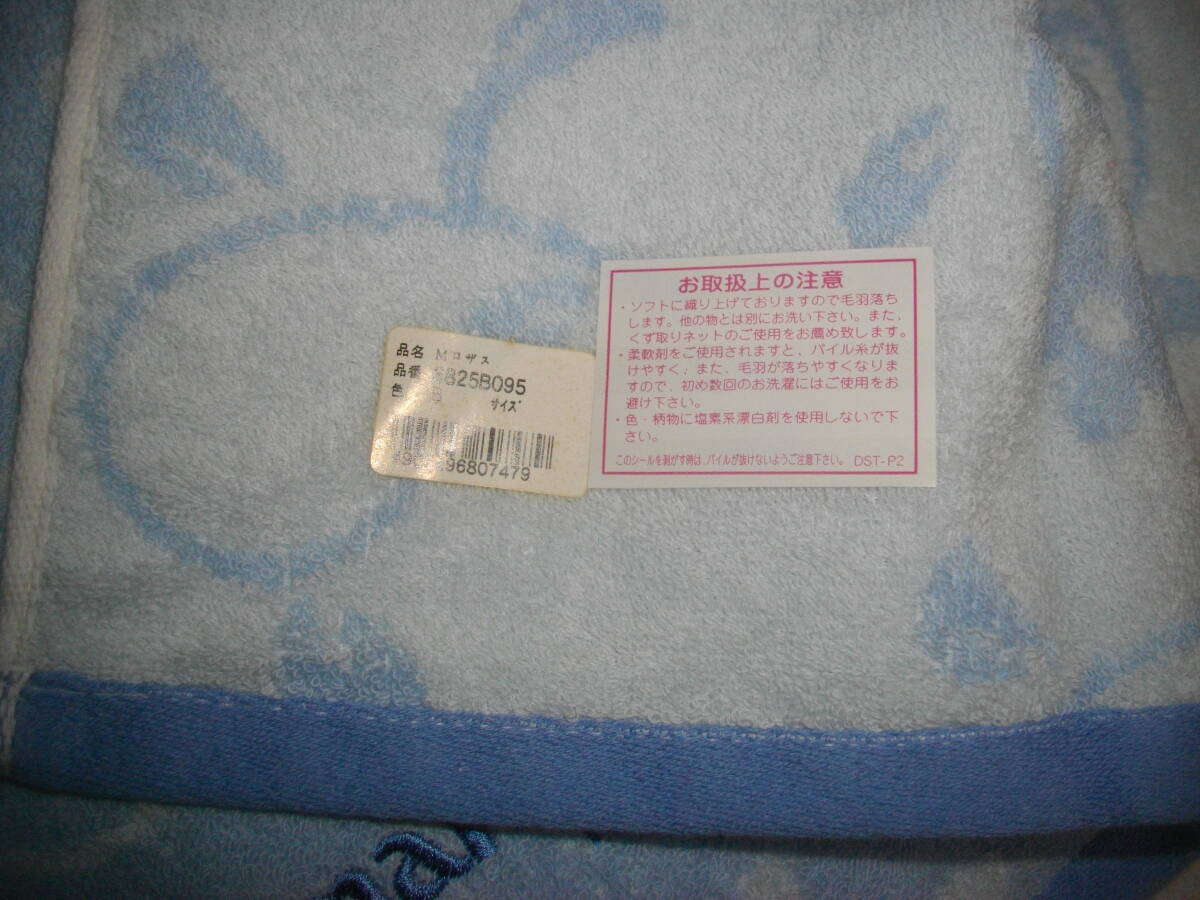 品名 Mロザス
品番 S825B095
色 サイズ
96807479
お取扱上の注意
・ソフトに織り上げておりますので毛羽落ち
します。他の物とは別にお洗い下さい。また、
くず取りネットのご使用をお薦め致します。
・柔軟剤をご使用されますと、パイル糸が抜
けやすく、また、毛羽が落ちやすくなりま
すので、初め数回のお洗濯にはご使用をお
避け下さい。
・色・柄物に塩素系漂白剤を使用しないで下
さい。
このシールを剥がす時は、パイルが抜けないようご注意下さい。 DST-P2